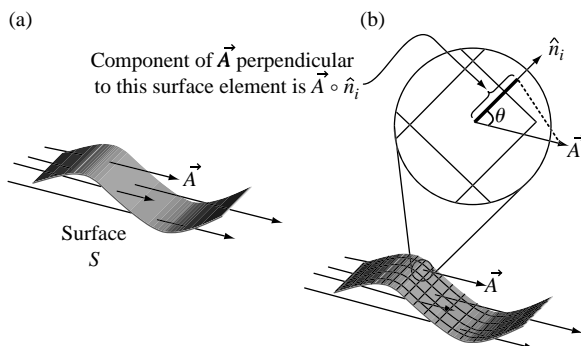 (a)
(b)
Component of A⃗ perpendicular
to this surface element is A⃗ ∘ n̂ᵢ
n̂ᵢ
θ
A⃗
A⃗
Surface
S
A⃗